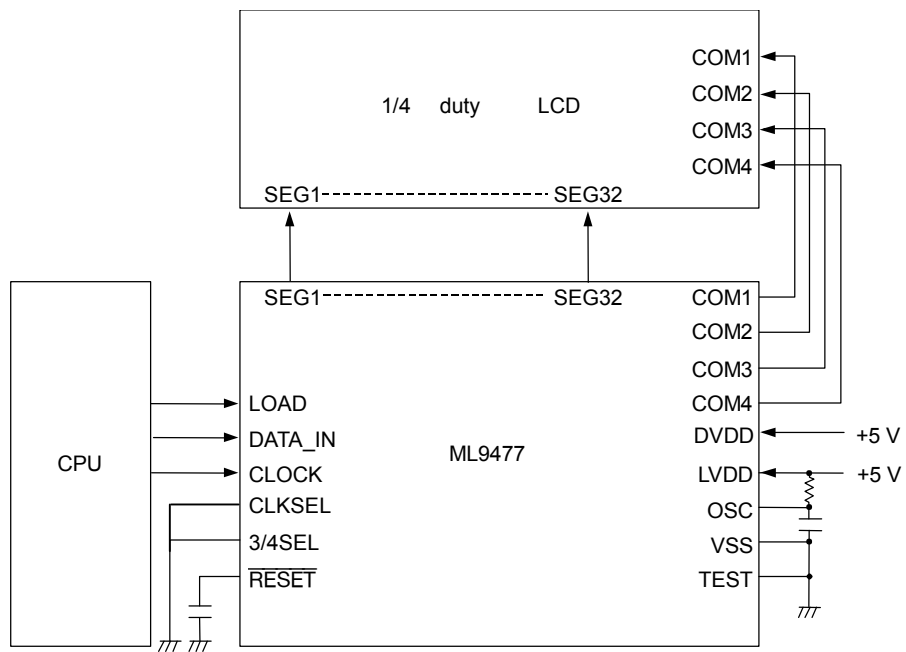 COM1
COM2
1/4 duty LCD
COM3
COM4
SEG1 SEG32
SEG1 SEG32
COM1
COM2
COM3
LOAD
COM4
DATA_IN
DVDD
+5 V
CPU
ML9477
CLOCK
LVDD
+5 V
CLKSEL
OSC
3/4SEL
VSS
RESET
TEST